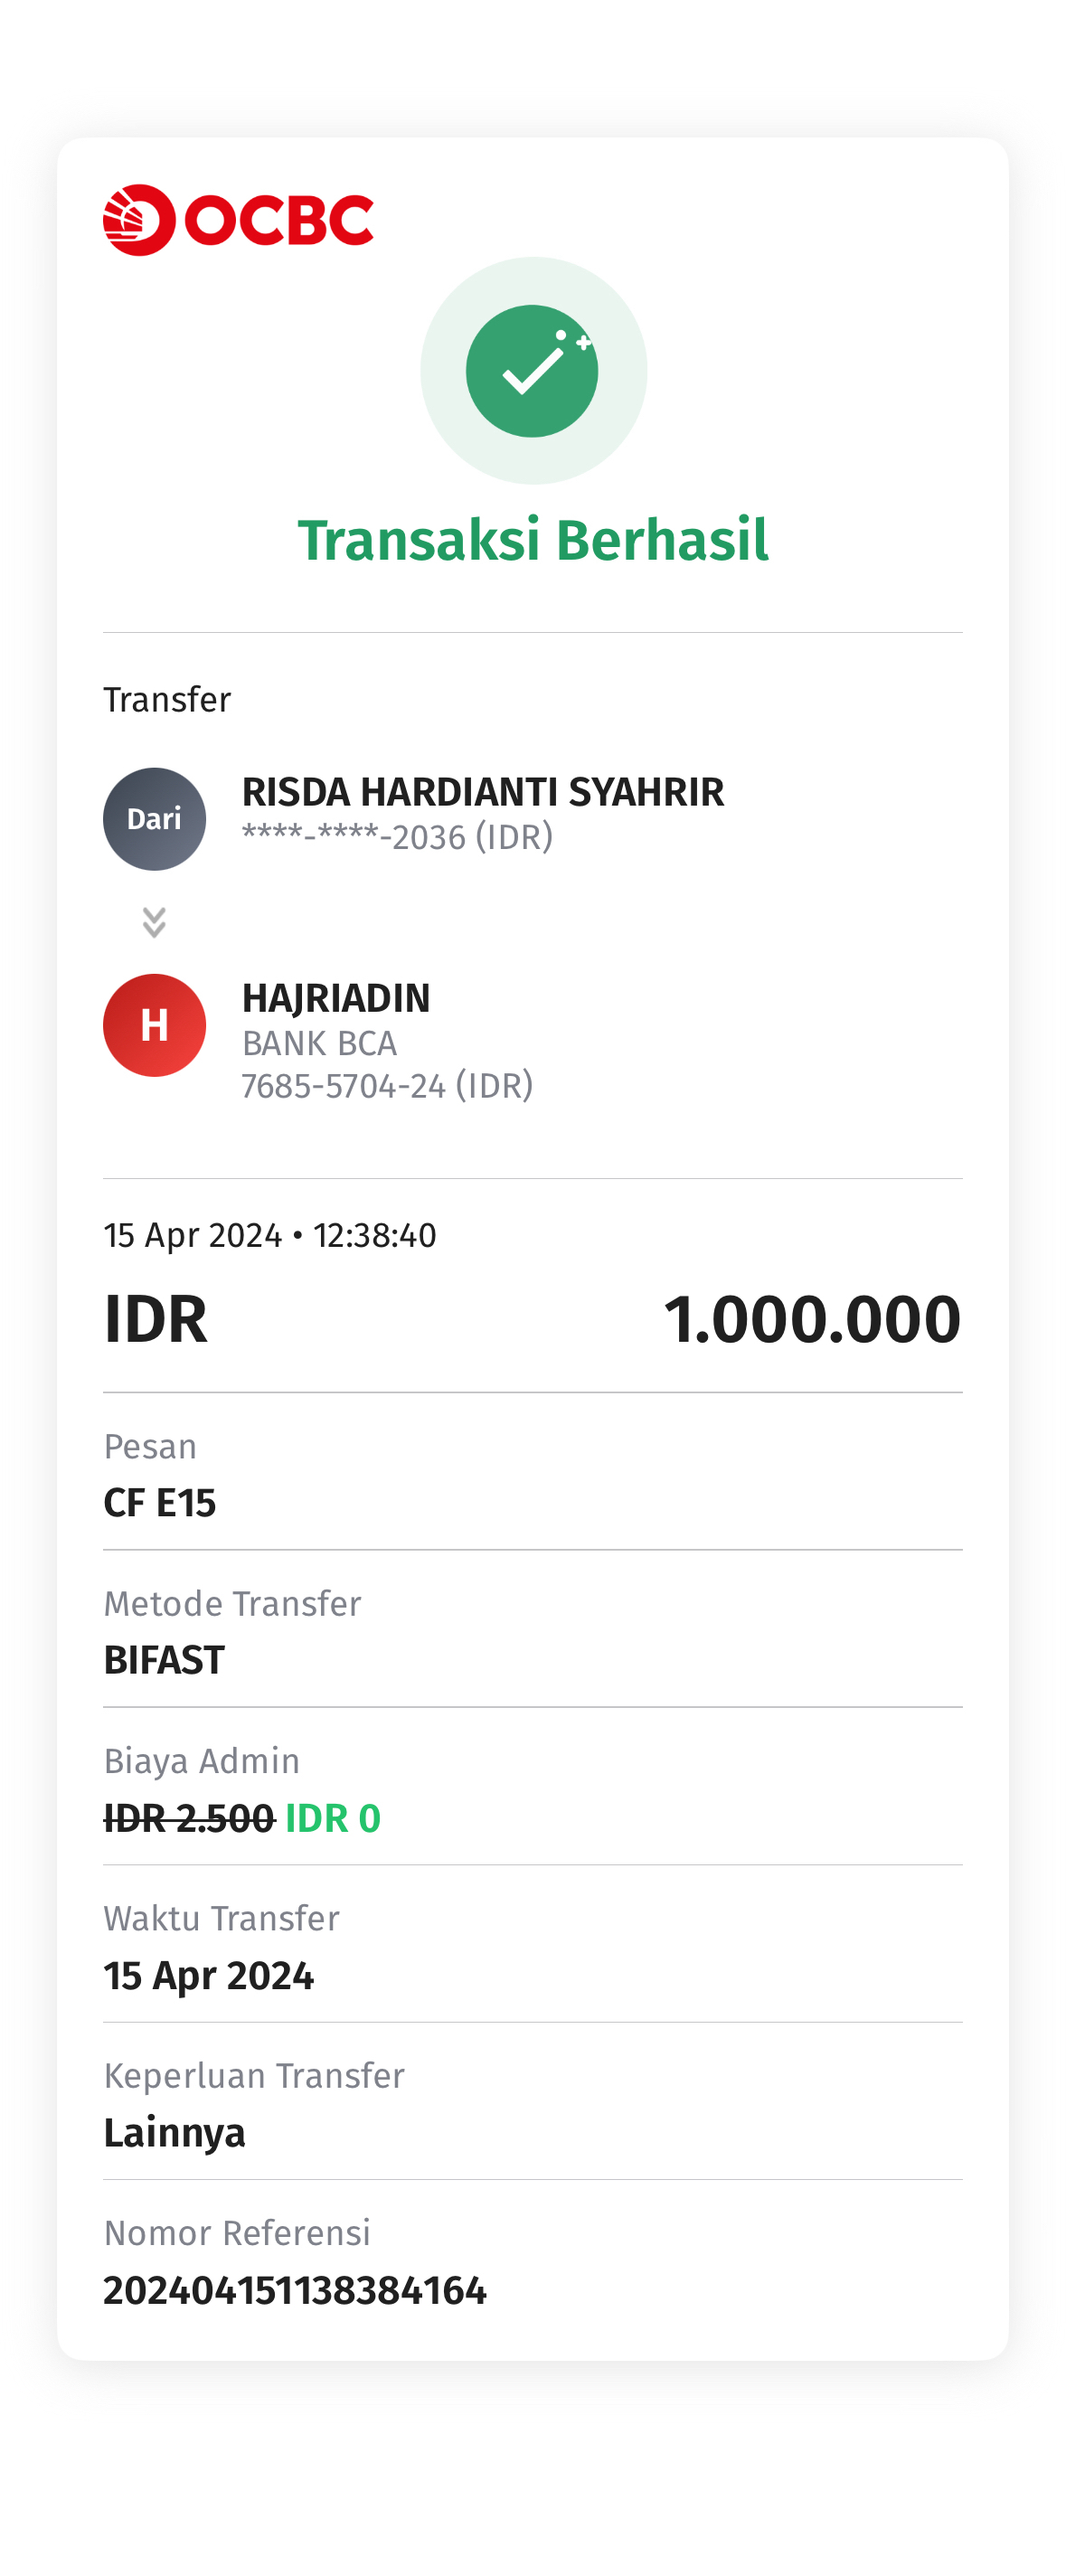 OCBC
Transaksi Berhasil
Transfer
Dari
RISDA HARDIANTI SYAHRIR
****-****-2036 (IDR)
H
HAJRIADIN
BANK BCA
7685-5704-24 (IDR)
15 Apr 2024 • 12:38:40
IDR 1.000.000
Pesan
CF E15
Metode Transfer
BIFAST
Biaya Admin
IDR 2.500 IDR 0
Waktu Transfer
15 Apr 2024
Keperluan Transfer
Lainnya
Nomor Referensi
202404151138384164